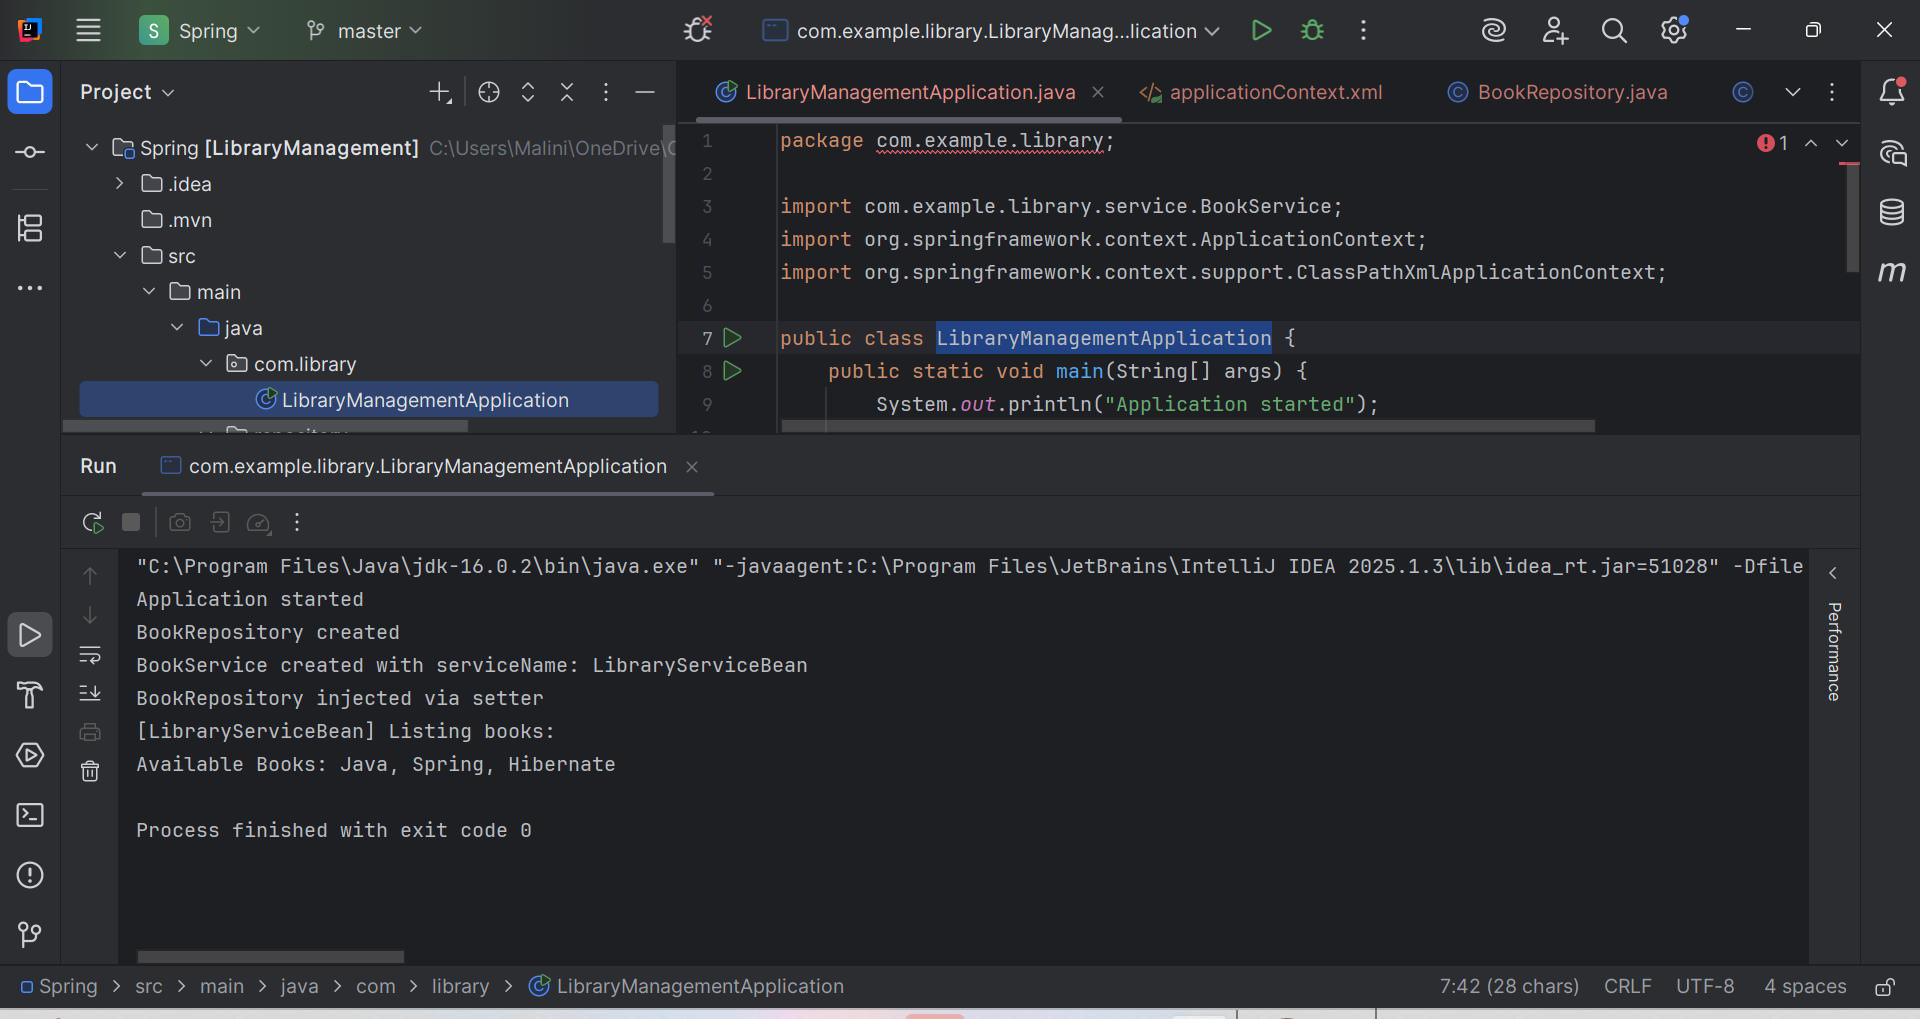 S Spring master com.example.library.LibraryManag...lication
Project
Spring [LibraryManagement] C:\Users\Malini\OneDrive\
.idea
.mvn
src
main
java
com.library
LibraryManagementApplication
LibraryManagementApplication.java applicationContext.xml BookRepository.java
1 package com.example.library;
1
2
3 import com.example.library.service.BookService;
4 import org.springframework.context.ApplicationContext;
5 import org.springframework.context.support.ClassPathXmlApplicationContext;
6
7 public class LibraryManagementApplication {
8 public static void main(String[] args) {
9 System.out.println("Application started");
Run com.example.library.LibraryManagementApplication
"C:\Program Files\Java\jdk-16.0.2\bin\java.exe" "-javaagent:C:\Program Files\JetBrains\IntelliJ IDEA 2025.1.3\lib\idea_rt.jar=51028" -Dfile
Application started
BookRepository created
BookService created with serviceName: LibraryServiceBean
BookRepository injected via setter
[LibraryServiceBean] Listing books:
Available Books: Java, Spring, Hibernate
Process finished with exit code 0
Performance
Spring > src > main > java > com > library > LibraryManagementApplication
7:42 (28 chars) CRLF UTF-8 4 spaces